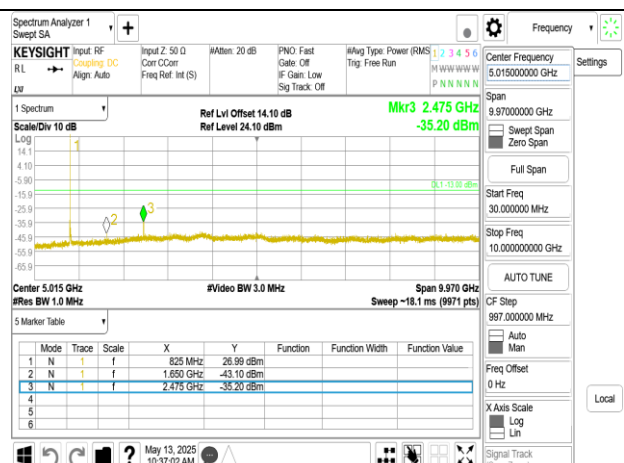 Spectrum Analyzer 1
Swept SA
+
Frequency
Settings
KEYSIGHT
RL
Input: RF
Coupling: DC
Align: Auto
Input Z: 50 Ω
Corr CCorr
Freq Ref: Int (S)
#Atten: 20 dB
PNO: Fast
Gate: Off
IF Gain: Low
Sig Track: Off
#Avg Type: Power (RMS
Trig: Free Run
1 2 3 4 5 6
M W W W W W
P N N N N N
1 Spectrum
Scale/Div 10 dB
Ref Lvl Offset 14.10 dB
Ref Level 24.10 dBm
Mkr3 2.475 GHz
-35.20 dBm
Log
14.1
4.10
-5.90
-15.9
-25.9
-35.9
-45.9
-55.9
-65.9
1
2
3
DL1 -13.00 dBm
Center 5.015 GHz
#Res BW 1.0 MHz
#Video BW 3.0 MHz
Span 9.970 GHz
Sweep ~18.1 ms (9971 pts)
5 Marker Table
Mode Trace Scale X Y Function Function Width Function Value
1 N 1 f 825 MHz 26.99 dBm
2 N 1 f 1.650 GHz -43.10 dBm
3 N 1 f 2.475 GHz -35.20 dBm
4
5
6
May 13, 2025
10:37:02 AM
?
Center Frequency
5.015000000 GHz
Span
9.97000000 GHz
Swept Span
Zero Span
Full Span
Start Freq
30.000000 MHz
Stop Freq
10.000000000 GHz
AUTO TUNE
CF Step
997.000000 MHz
Auto
Man
Freq Offset
0 Hz
X Axis Scale
Log
Lin
Signal Track
Local